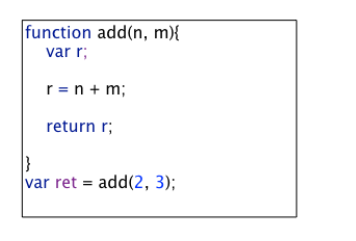 function add(n, m){
var r;
r = n + m;
return r;
}
var ret = add(2, 3);